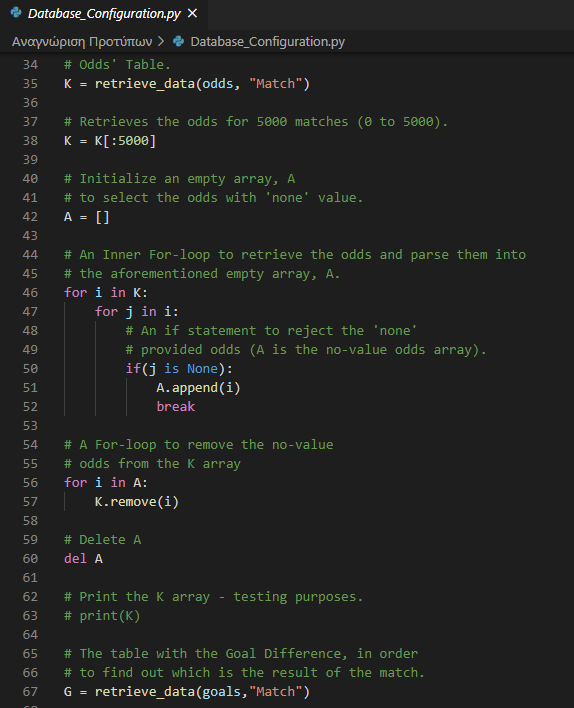 Database_Configuration.py ×
Αναγνώριση Προτύπων > Database_Configuration.py
34 # Odds' Table.
35 K = retrieve_data(odds, "Match")
36
37 # Retrieves the odds for 5000 matches (0 to 5000).
38 K = K[:5000]
39
40 # Initialize an empty array, A
41 # to select the odds with 'none' value.
42 A = []
43
44 # An Inner For-loop to retrieve the odds and parse them into
45 # the aforementioned empty array, A.
46 for i in K:
47     for j in i:
48         # An if statement to reject the 'none'
49         # provided odds (A is the no-value odds array).
50         if(j is None):
51             A.append(i)
52             break
53
54 # A For-loop to remove the no-value
55 # odds from the K array
56 for i in A:
57     K.remove(i)
58
59 # Delete A
60 del A
61
62 # Print the K array - testing purposes.
63 # print(K)
64
65 # The table with the Goal Difference, in order
66 # to find out which is the result of the match.
67 G = retrieve_data(goals,"Match")